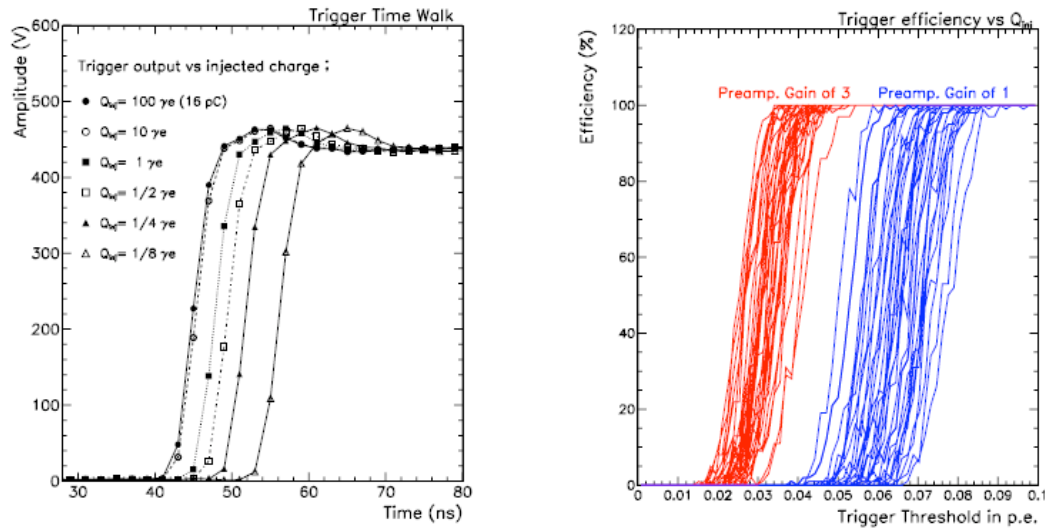 Trigger Time Walk
Amplitude (V)
600
500
400
300
200
100
0
Trigger output vs injected charge ;
Q_inj= 100 γe (16 pC)
Q_inj= 10 γe
Q_inj= 1 γe
Q_inj= 1/2 γe
Q_inj= 1/4 γe
Q_inj= 1/8 γe
30 40 50 60 70 80
Time (ns)
Trigger efficiency vs Q_inj
Efficiency (%)
120
100
80
60
40
20
0
Preamp. Gain of 3
Preamp. Gain of 1
0 0.01 0.02 0.03 0.04 0.05 0.06 0.07 0.08 0.09 0.1
Trigger Threshold in p.e.